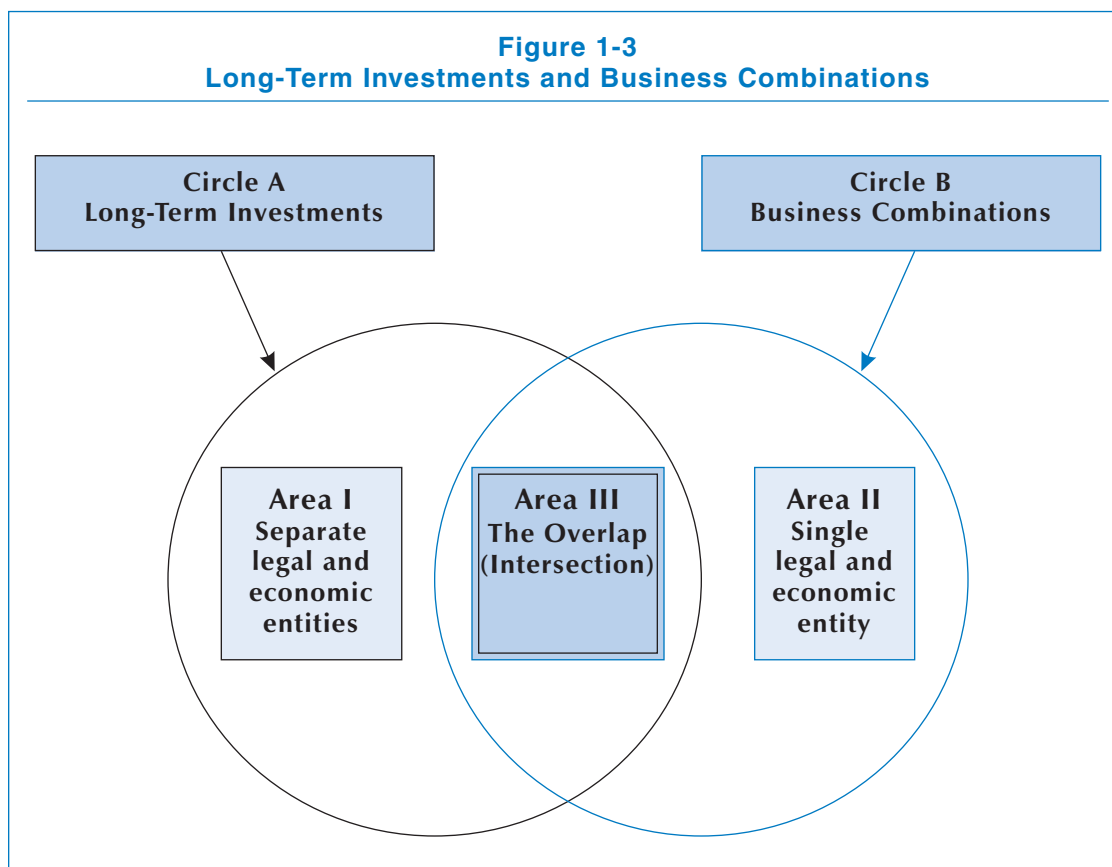 Figure 1-3
Long-Term Investments and Business Combinations
Circle A
Long-Term Investments
Circle B
Business Combinations
Area I
Separate
legal and
economic
entities
Area III
The Overlap
(Intersection)
Area II
Single
legal and
economic
entity